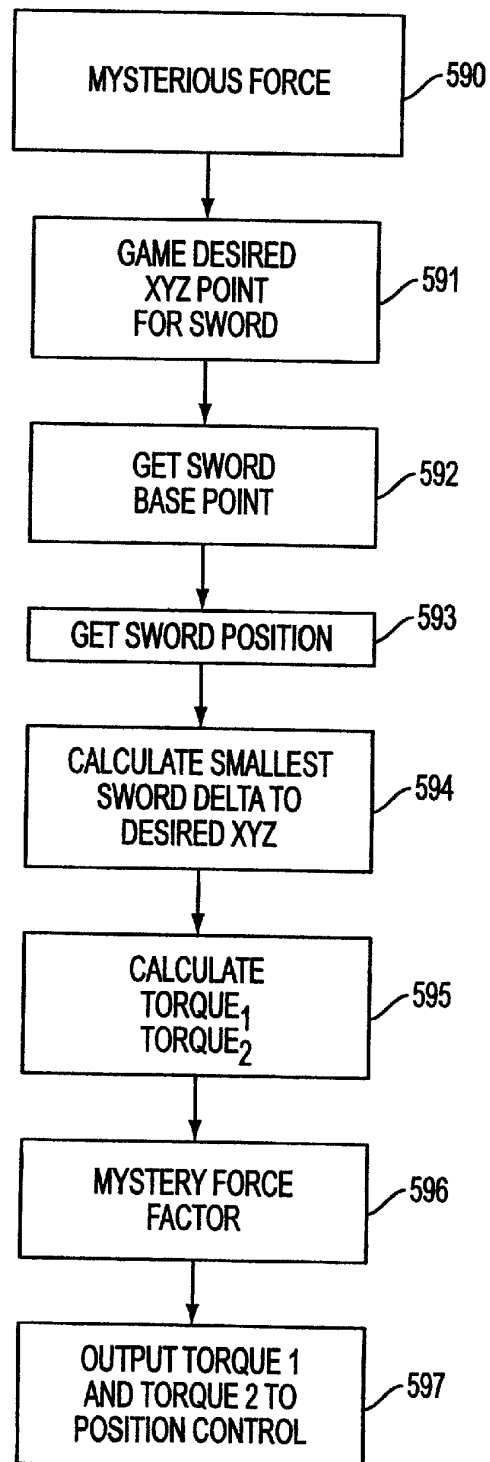 MYSTERIOUS FORCE
590
GAME DESIRED
XYZ POINT
FOR SWORD
591
GET SWORD
BASE POINT
592
GET SWORD POSITION
593
CALCULATE SMALLEST
SWORD DELTA TO
DESIRED XYZ
594
CALCULATE
TORQUE1
TORQUE2
595
MYSTERY FORCE
FACTOR
596
OUTPUT TORQUE 1
AND TORQUE 2 TO
POSITION CONTROL
597